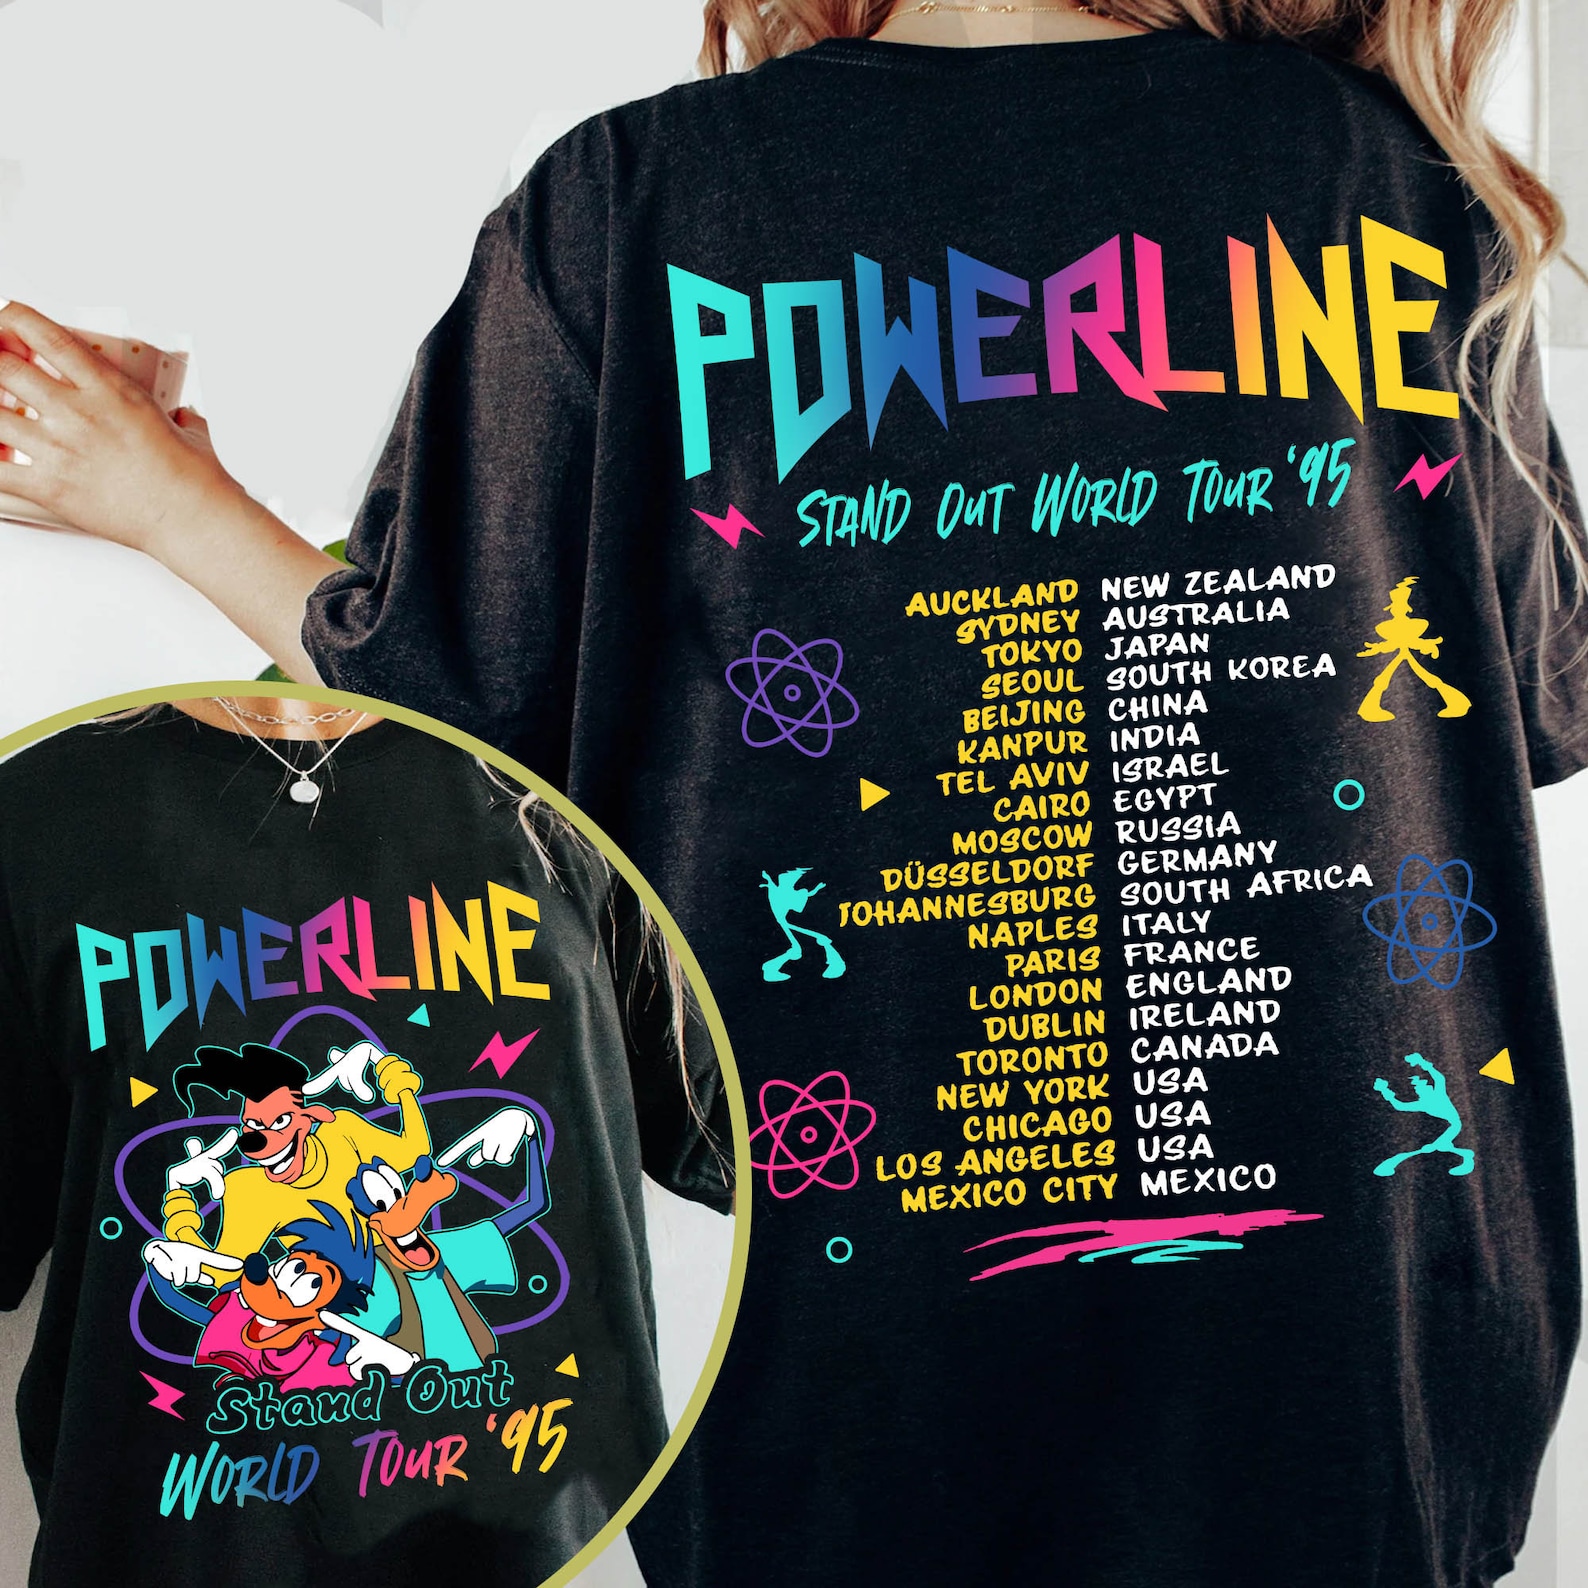 POWERLINE
STAND OUT WORLD TOUR '95
AUCKLAND NEW ZEALAND
SYDNEY AUSTRALIA
TOKYO JAPAN
SEOUL SOUTH KOREA
BEIJING CHINA
KANPUR INDIA
TEL AVIV ISRAEL
CAIRO EGYPT
MOSCOW RUSSIA
DÜSSELDORF GERMANY
JOHANNESBURG SOUTH AFRICA
NAPLES ITALY
PARIS FRANCE
LONDON ENGLAND
DUBLIN IRELAND
TORONTO CANADA
NEW YORK USA
CHICAGO USA
LOS ANGELES USA
MEXICO CITY MEXICO
POWERLINE
Stand Out
WORLD TOUR '95